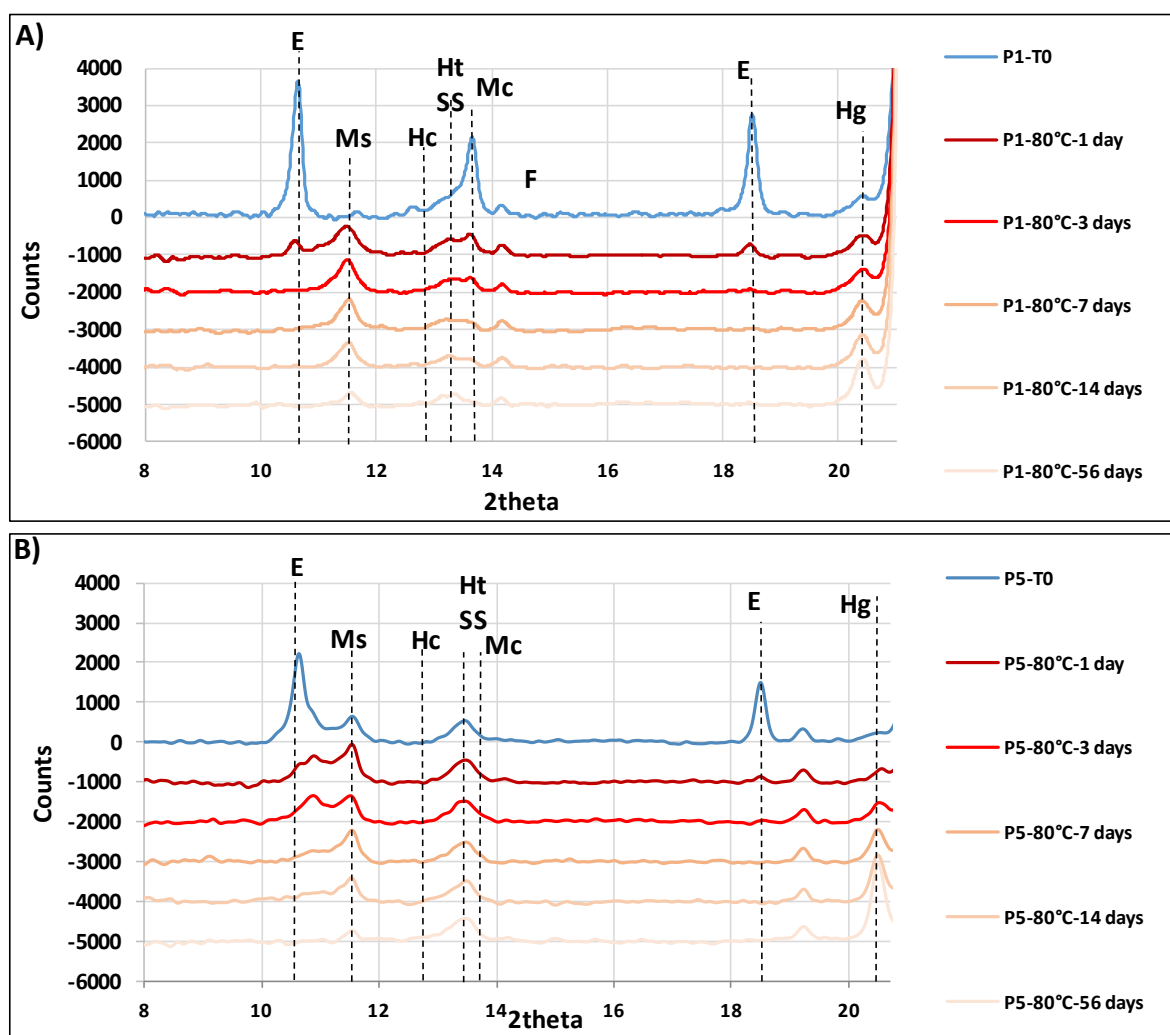 A)
E
Ht
E
SS
Mc
Hg
Ms
Hc
F
4000
3000
2000
1000
0
-1000
-2000
-3000
-4000
-5000
-6000
Counts
8
10
12
14
16
18
20
2theta
P1-T0
P1-80°C-1 day
P1-80°C-3 days
P1-80°C-7 days
P1-80°C-14 days
P1-80°C-56 days
B)
E
Ht
E
Hg
SS
Ms
Hc
Mc
4000
3000
2000
1000
0
-1000
-2000
-3000
-4000
-5000
-6000
Counts
8
10
12
14
16
18
20
2theta
P5-T0
P5-80°C-1 day
P5-80°C-3 days
P5-80°C-7 days
P5-80°C-14 days
P5-80°C-56 days